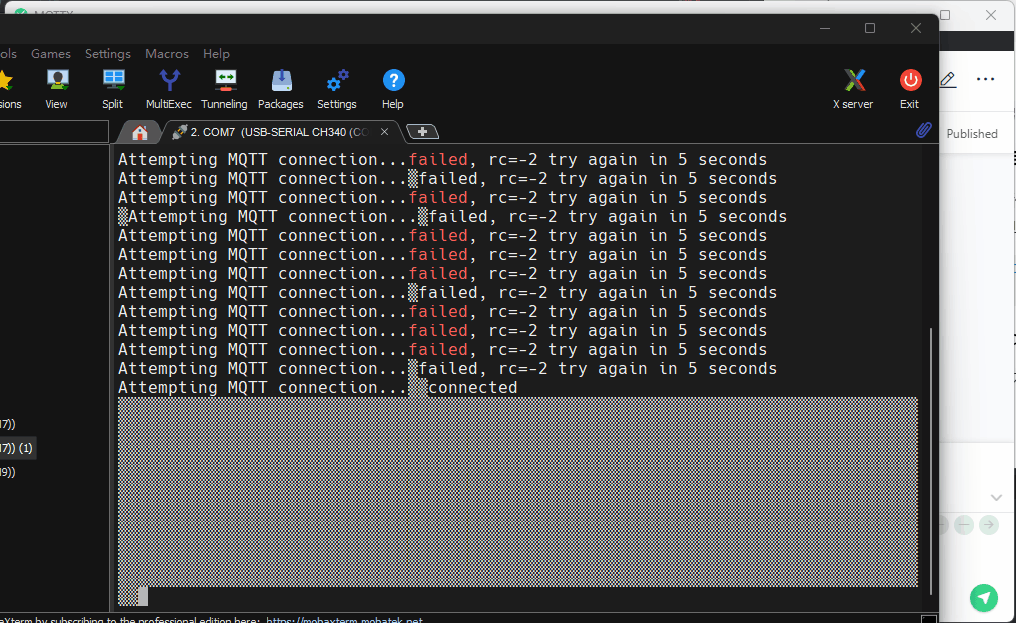 MQTTX
ols Games Settings Macros Help
sions View Split MultiExec Tunneling Packages Settings Help X server Exit
2. COM7 (USB-SERIAL CH340 (CO
Published
Attempting MQTT connection...failed, rc=-2 try again in 5 seconds
Attempting MQTT connection...▒failed, rc=-2 try again in 5 seconds
Attempting MQTT connection...failed, rc=-2 try again in 5 seconds
▒Attempting MQTT connection...▒failed, rc=-2 try again in 5 seconds
Attempting MQTT connection...failed, rc=-2 try again in 5 seconds
Attempting MQTT connection...failed, rc=-2 try again in 5 seconds
Attempting MQTT connection...failed, rc=-2 try again in 5 seconds
Attempting MQTT connection...▒failed, rc=-2 try again in 5 seconds
Attempting MQTT connection...failed, rc=-2 try again in 5 seconds
Attempting MQTT connection...failed, rc=-2 try again in 5 seconds
Attempting MQTT connection...failed, rc=-2 try again in 5 seconds
Attempting MQTT connection...▒failed, rc=-2 try again in 5 seconds
Attempting MQTT connection...▒▒connected
7))
7)) (1)
9))
aXterm by subscribing to the professional edition here: https://mobaxterm.mobatek.net